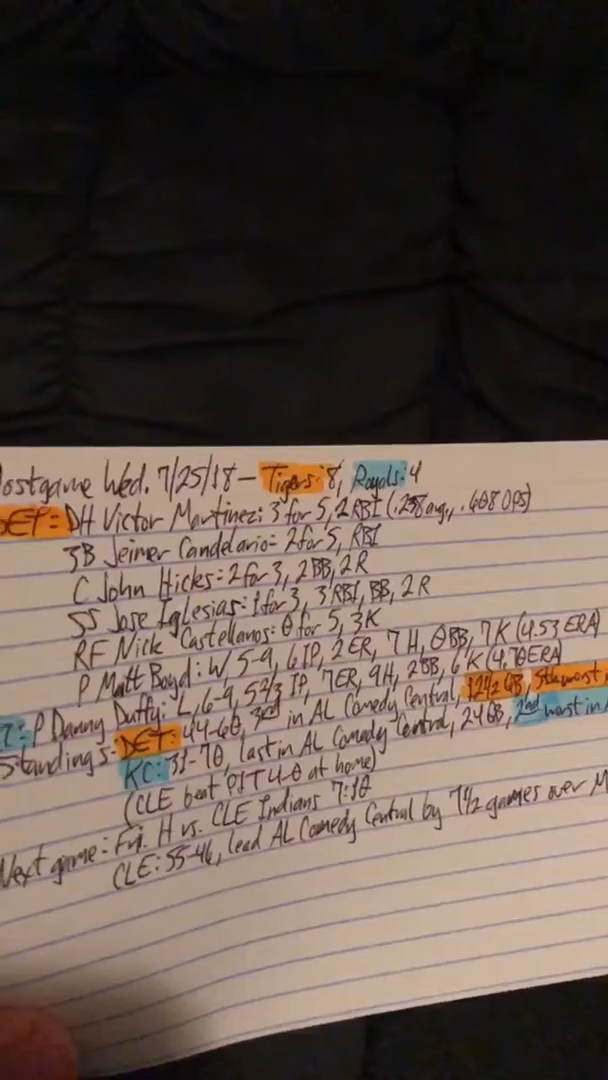 ostgame Wed. 7/25/18 - Tigers: 8, Royals: 4
DET: DH Victor Martinez: 3 for 5, 2 RBI (.238 avg., .608 OPS)
3B Jeimer Candelario: 2 for 5, RBI
C John Hicks: 2 for 3, 2 BB, 2 R
SS Jose Iglesias: 1 for 3, 3 RBI, BB, 2 R
RF Nick Castellanos: 0 for 5, 3K
P Matt Boyd: W, 5-9, 6 IP, 2 ER, 7 H, 0 BB, 7 K (4.53 ERA)
P Danny Duffy: L, 6-9, 5 2/3 IP, 7 ER, 9 H, 2 BB, 6 K (4.70 ERA)
Standings: DET: 44-60, 3rd in AL Comedy Central, 12 1/2 GB, 5th worst
KC: 31-70, last in AL Comedy Central, 24 GB, 2nd worst in
(CLE beat PIT 4-0 at home)
Next game: Fri. H vs. CLE Indians 7:10
CLE: 55-46, lead AL Comedy Central by 7 1/2 games over